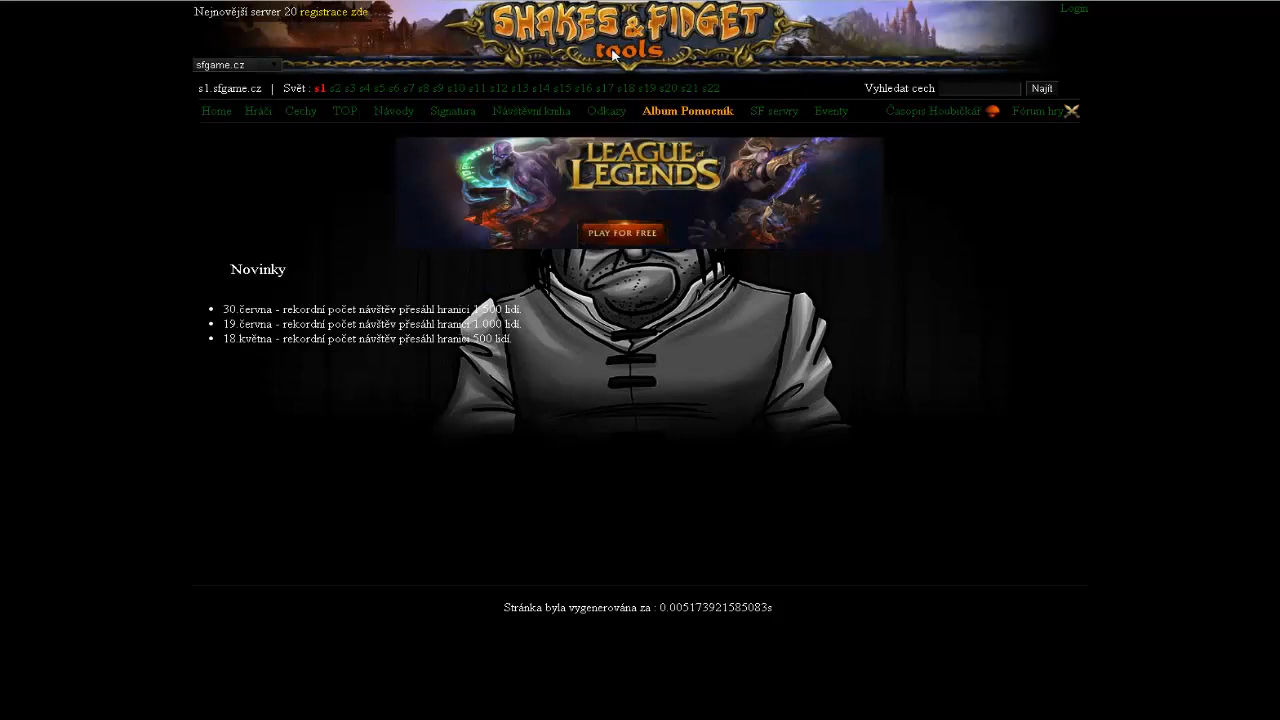 Nejnovější server 20 registrace zde
SHAKES & FIDGET
tools
Login
sfgame.cz
s1.sfgame.cz | Svět : s1 s2 s3 s4 s5 s6 s7 s8 s9 s10 s11 s12 s13 s14 s15 s16 s17 s18 s19 s20 s21 s22
Vyhledat cech Najít
Home Hráči Cechy TOP Návody Signatura Návštěvní kniha Odkazy Album Pomocník SF servry Eventy Časopis Houbičkář Fórum hry
LEAGUE of
LEGENDS
PLAY FOR FREE
Novinky
30.června - rekordní počet návštěv přesáhl hranici 1 500 lidí.
19.června - rekordní počet návštěv přesáhl hranici 1 000 lidí.
18.května - rekordní počet návštěv přesáhl hranici 500 lidí.
Stránka byla vygenerována za : 0.005173921585083s